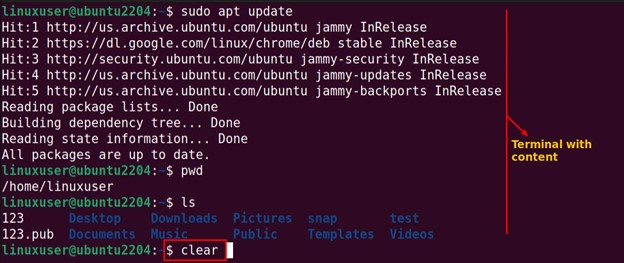 linuxuser@ubuntu2204:~$ sudo apt update
Hit:1 http://us.archive.ubuntu.com/ubuntu jammy InRelease
Hit:2 https://dl.google.com/linux/chrome/deb stable InRelease
Hit:3 http://security.ubuntu.com/ubuntu jammy-security InRelease
Hit:4 http://us.archive.ubuntu.com/ubuntu jammy-updates InRelease
Hit:5 http://us.archive.ubuntu.com/ubuntu jammy-backports InRelease
Reading package lists... Done
Building dependency tree... Done
Reading state information... Done
All packages are up to date.
linuxuser@ubuntu2204:~$ pwd
/home/linuxuser
linuxuser@ubuntu2204:~$ ls
123 Desktop Downloads Pictures snap test
123.pub Documents Music Public Templates Videos
linuxuser@ubuntu2204:~$ clear
Terminal with
content